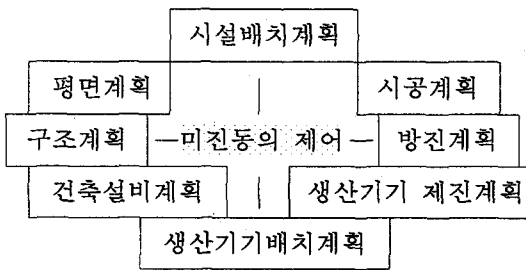 시설배치계획
평면계획 시공계획
구조계획 미진동의 제어 방진계획
건축설비계획 생산기기 제진계획
생산기기배치계획